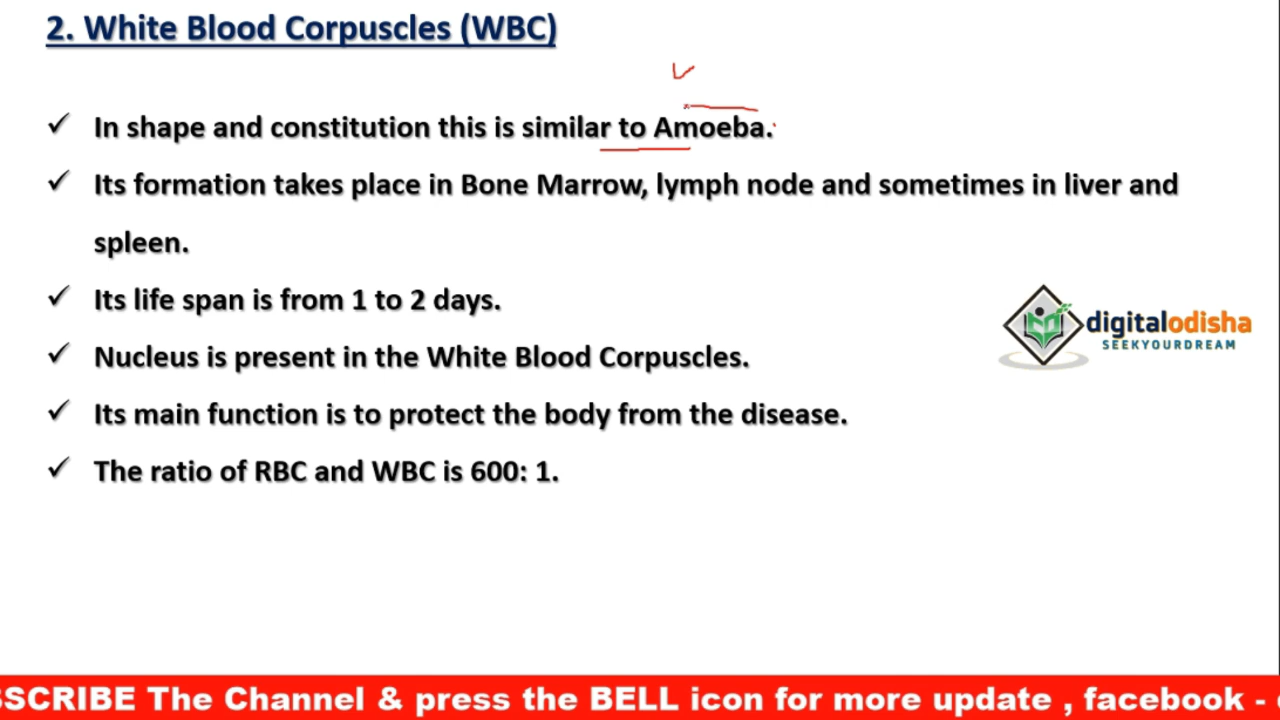 2. White Blood Corpuscles (WBC)
✓ In shape and constitution this is similar to Amoeba.
✓ Its formation takes place in Bone Marrow, lymph node and sometimes in liver and
spleen.
✓ Its life span is from 1 to 2 days.
digitalodisha
SEEKYOURDREAM
✓ Nucleus is present in the White Blood Corpuscles.
✓ Its main function is to protect the body from the disease.
✓ The ratio of RBC and WBC is 600: 1.
The Channel & press the BELL icon for more update , facebook -